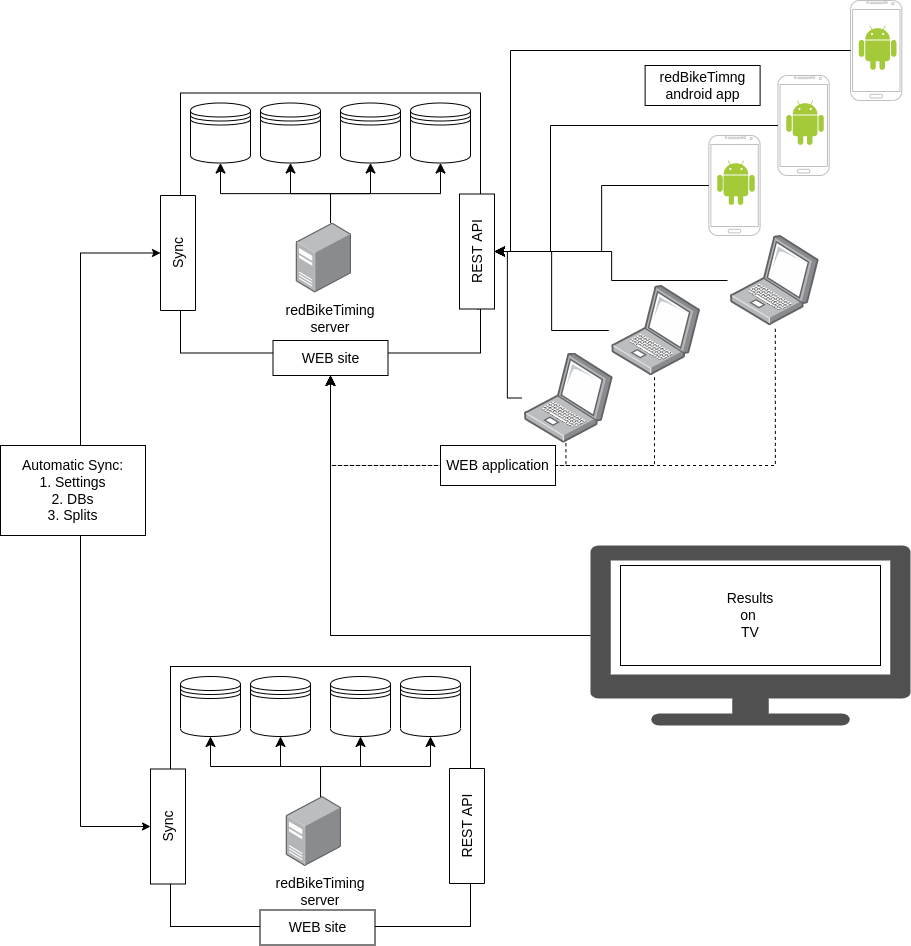 redBikeTimng
android app
Sync
REST API
redBikeTiming
server
WEB site
Automatic Sync:
1. Settings
2. DBs
3. Splits
WEB application
Results
on
TV
Sync
REST API
redBikeTiming
server
WEB site